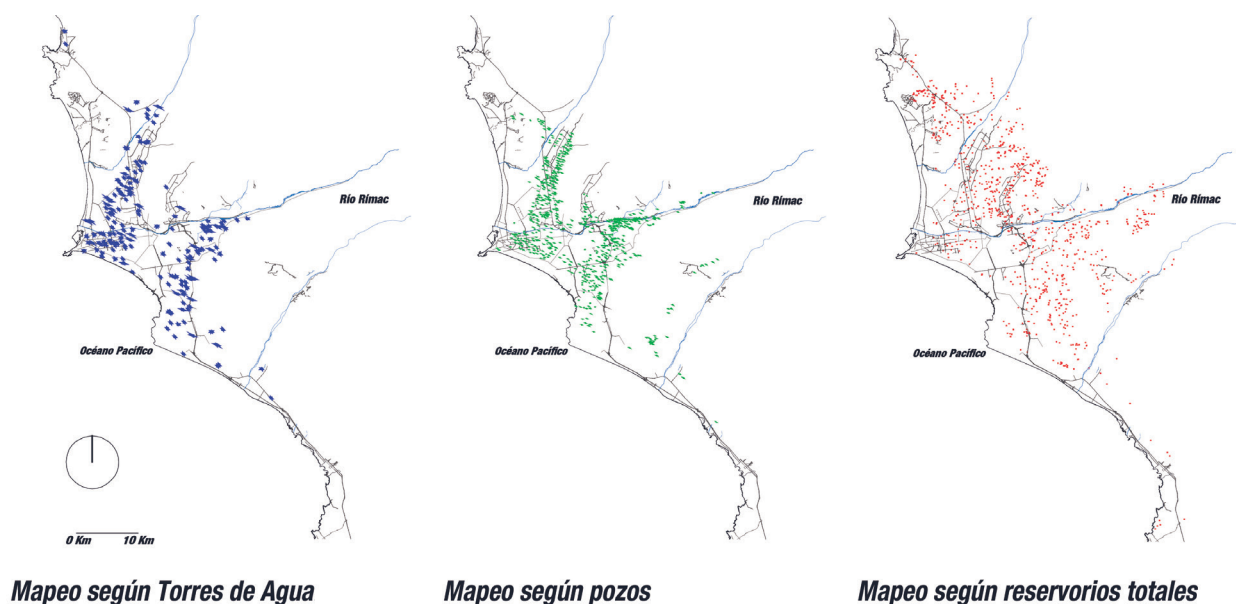 Río Rímac
Océano Pacífico
0 Km 10 Km
Mapeo según Torres de Agua
Río Rímac
Océano Pacífico
Mapeo según pozos
Río Rímac
Océano Pacífico
Mapeo según reservorios totales